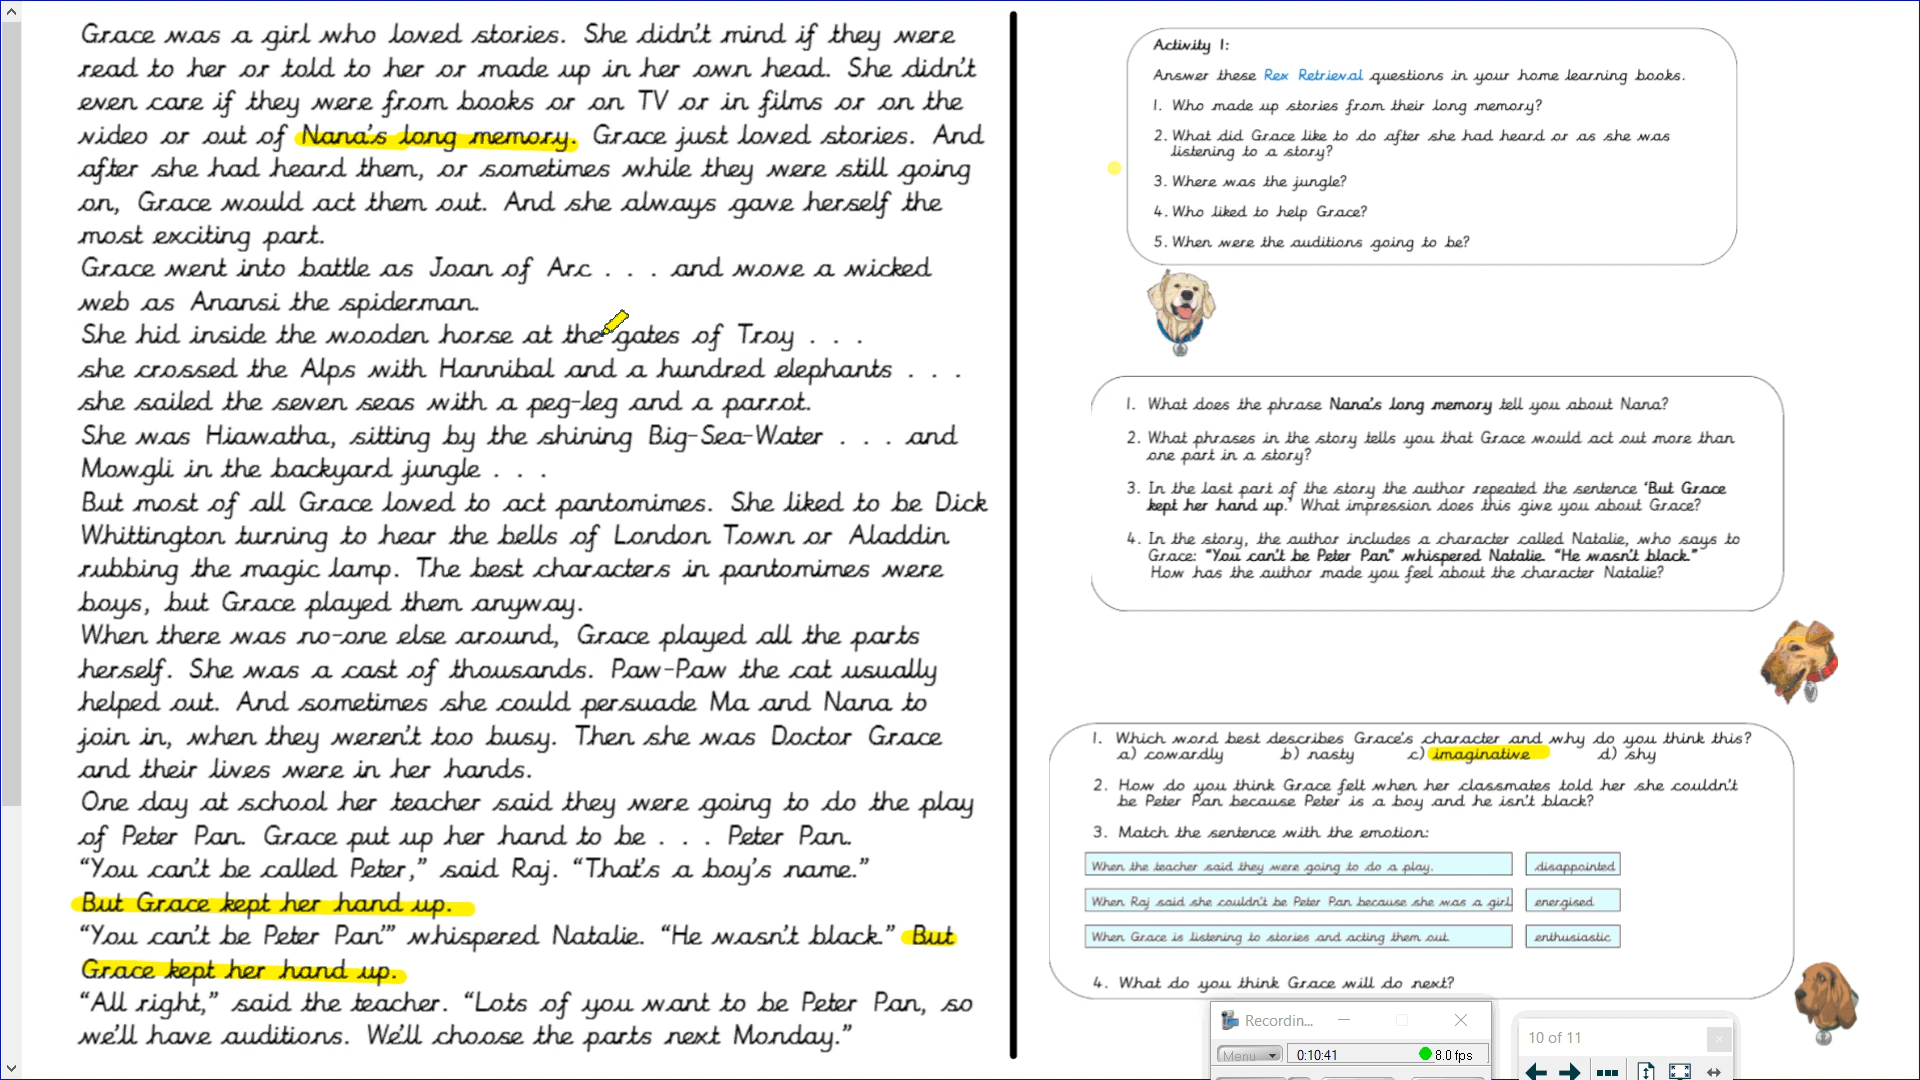 Grace was a girl who loved stories. She didn't mind if they were
read to her or told to her or made up in her own head. She didn't
even care if they were from books or on TV or in films or on the
video or out of Nana's long memory. Grace just loved stories. And
after she had heard them, or sometimes while they were still going
on, Grace would act them out. And she always gave herself the
most exciting part.
Grace went into battle as Joan of Arc . . . and wove a wicked
web as Anansi the spiderman.
She hid inside the wooden horse at the gates of Troy . . .
she crossed the Alps with Hannibal and a hundred elephants . . .
she sailed the seven seas with a peg-leg and a parrot.
She was Hiawatha, sitting by the shining Big-Sea-Water . . . and
Mowgli in the backyard jungle . . .
But most of all Grace loved to act pantomimes. She liked to be Dick
Whittington turning to hear the bells of London Town or Aladdin
rubbing the magic lamp. The best characters in pantomimes were
boys, but Grace played them anyway.
When there was no-one else around, Grace played all the parts
herself. She was a cast of thousands. Paw-Paw the cat usually
helped out. And sometimes she could persuade Ma and Nana to
join in, when they weren't too busy. Then she was Doctor Grace
and their lives were in her hands.
One day at school her teacher said they were going to do the play
of Peter Pan. Grace put up her hand to be . . . Peter Pan.
“You can't be called Peter,” said Raj. “That's a boy's name.”
But Grace kept her hand up.
“You can't be Peter Pan”' whispered Natalie. “He wasn't black.” But
Grace kept her hand up.
“All right,” said the teacher. “Lots of you want to be Peter Pan, so
we'll have auditions. We'll choose the parts next Monday.”
Activity 1:
Answer these Rex Retrieval questions in your home learning books.
1. Who made up stories from their long memory?
2. What did Grace like to do after she had heard or as she was
listening to a story?
3. Where was the jungle?
4. Who liked to help Grace?
5. When were the auditions going to be?
1. What does the phrase Nana's long memory tell you about Nana?
2. What phrases in the story tells you that Grace would act out more than
one part in a story?
3. In the last part of the story the author repeated the sentence 'But Grace
kept her hand up.' What impression does this give you about Grace?
4. In the story, the author includes a character called Natalie, who says to
Grace: “You can't be Peter Pan” whispered Natalie. “He wasn't black.”
How has the author made you feel about the character Natalie?
1. Which word best describes Grace's character and why do you think this?
a) cowardly b) nasty c) imaginative d) shy
2. How do you think Grace felt when her classmates told her she couldn't
be Peter Pan because Peter is a boy and he isn't black?
3. Match the sentence with the emotion:
When the teacher said they were going to do a play. disappointed
When Raj said she couldn't be Peter Pan because she was a girl. energised
When Grace is listening to stories and acting them out. enthusiastic
4. What do you think Grace will do next?
Recordin...
Menu 0:10:41 8.0 fps
10 of 11